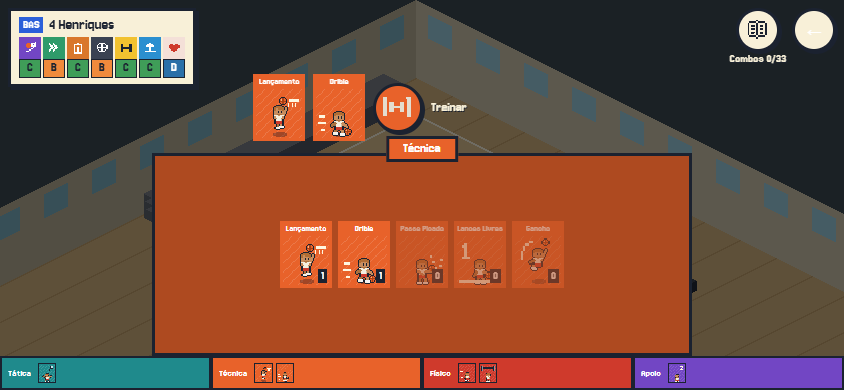 BAS 4 Henriques
C B C B C C D
Combos 0/33
Lançamento Drible
Treinar
Técnica
Lançamento Drible Passe Picado Lances Livres Gancho
1 1 0 1 0 0
Tática Técnica Físico Apoio 2